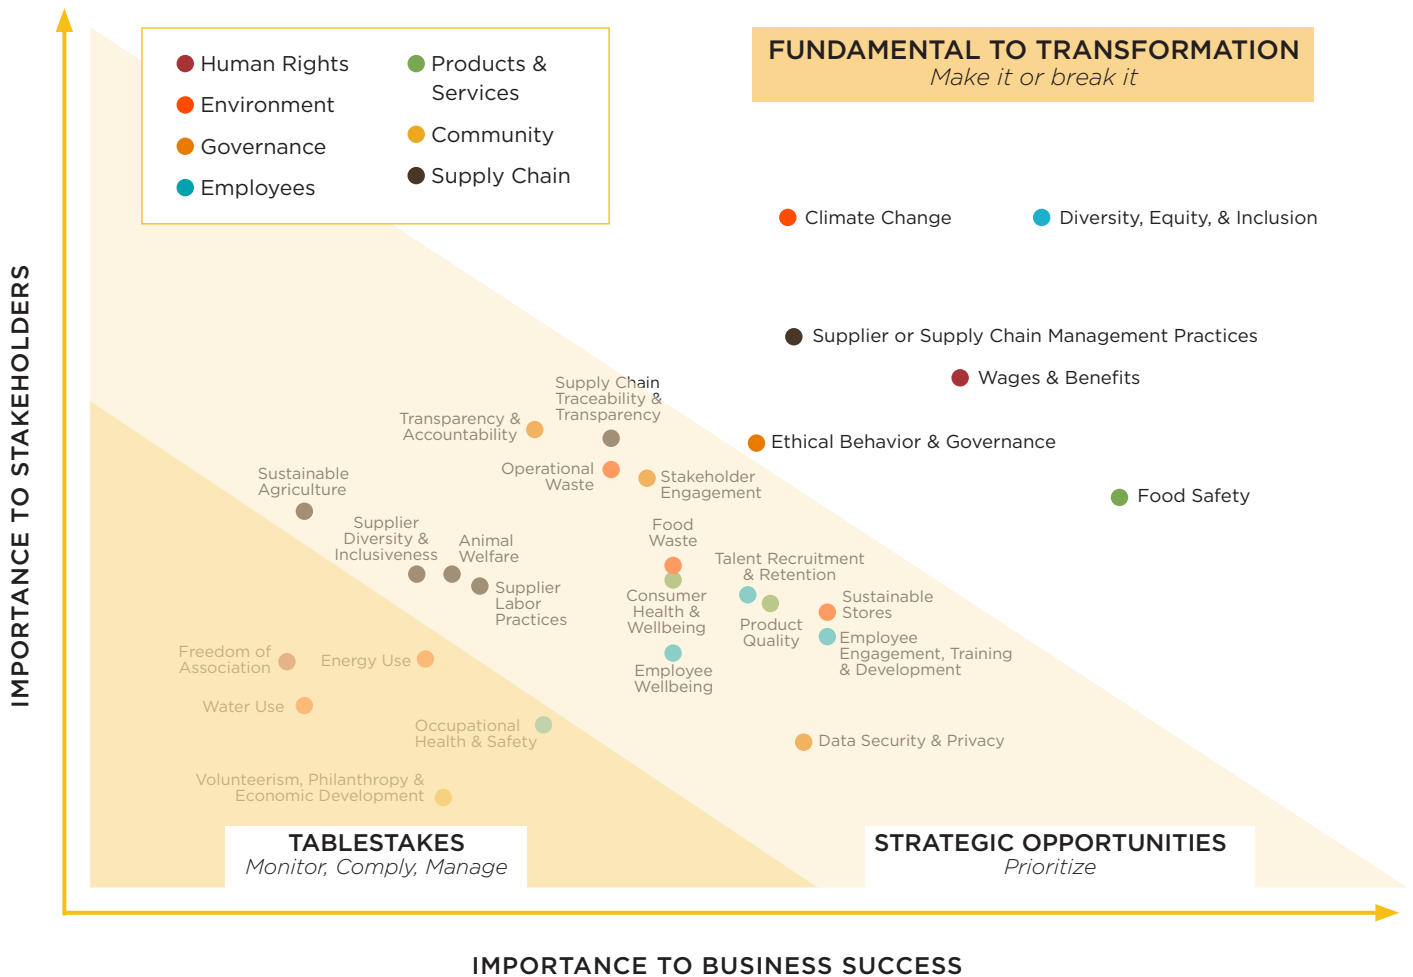 Human Rights
Environment
Governance
Employees
Products &
Services
Community
Supply Chain
FUNDAMENTAL TO TRANSFORMATION
Make it or break it
Climate Change
Diversity, Equity, & Inclusion
Supplier or Supply Chain Management Practices
Wages & Benefits
Ethical Behavior & Governance
Food Safety
Supply Chain
Traceability &
Transparency
Transparency &
Accountability
Operational
Waste
Stakeholder
Engagement
Sustainable
Agriculture
Supplier
Diversity &
Inclusiveness
Animal
Welfare
Supplier
Labor
Practices
Food
Waste
Consumer
Health &
Wellbeing
Talent Recruitment
& Retention
Product
Quality
Sustainable
Stores
Employee
Engagement, Training
& Development
Employee
Wellbeing
Data Security & Privacy
Freedom of
Association
Energy Use
Water Use
Occupational
Health & Safety
Volunteerism, Philanthropy &
Economic Development
TABLESTAKES
Monitor, Comply, Manage
STRATEGIC OPPORTUNITIES
Prioritize
IMPORTANCE TO STAKEHOLDERS
IMPORTANCE TO BUSINESS SUCCESS